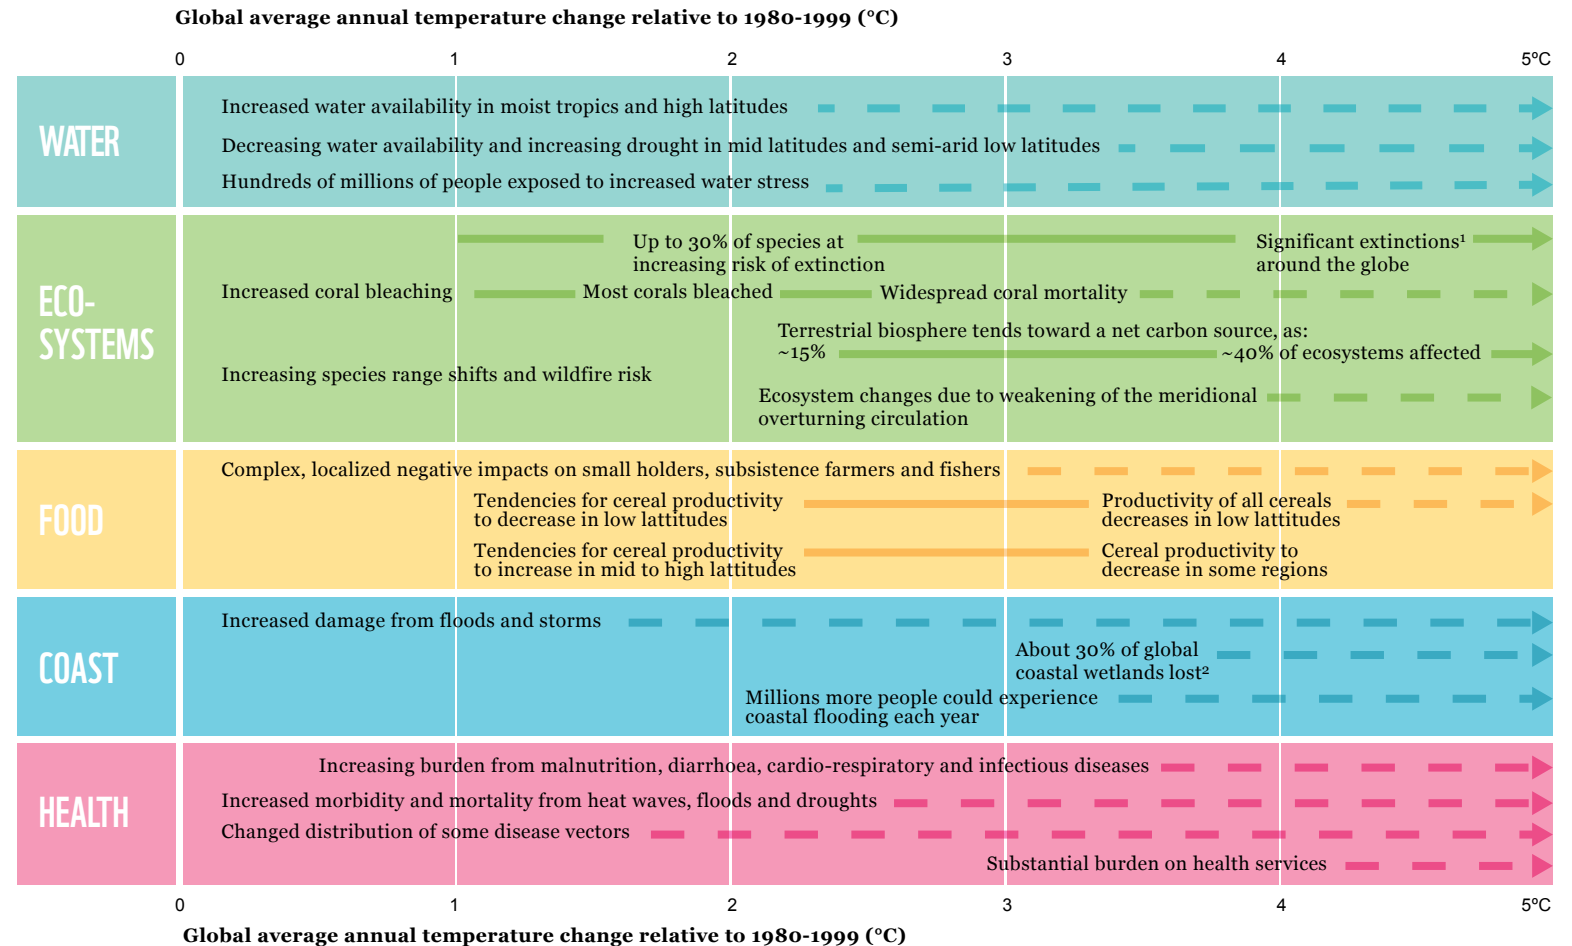 Global average annual temperature change relative to 1980-1999 (°C)
0 1 2 3 4 5ºC
WATER
Increased water availability in moist tropics and high latitudes
Decreasing water availability and increasing drought in mid latitudes and semi-arid low latitudes
Hundreds of millions of people exposed to increased water stress
ECO-
SYSTEMS
Up to 30% of species at
increasing risk of extinction
Significant extinctions¹
around the globe
Increased coral bleaching
Most corals bleached
Widespread coral mortality
Terrestrial biosphere tends toward a net carbon source, as:
~15%
~40% of ecosystems affected
Increasing species range shifts and wildfire risk
Ecosystem changes due to weakening of the meridional
overturning circulation
FOOD
Complex, localized negative impacts on small holders, subsistence farmers and fishers
Tendencies for cereal productivity
to decrease in low lattitudes
Productivity of all cereals
decreases in low lattitudes
Tendencies for cereal productivity
to increase in mid to high lattitudes
Cereal productivity to
decrease in some regions
COAST
Increased damage from floods and storms
About 30% of global
coastal wetlands lost²
Millions more people could experience
coastal flooding each year
HEALTH
Increasing burden from malnutrition, diarrhoea, cardio-respiratory and infectious diseases
Increased morbidity and mortality from heat waves, floods and droughts
Changed distribution of some disease vectors
Substantial burden on health services
0 1 2 3 4 5ºC
Global average annual temperature change relative to 1980-1999 (°C)